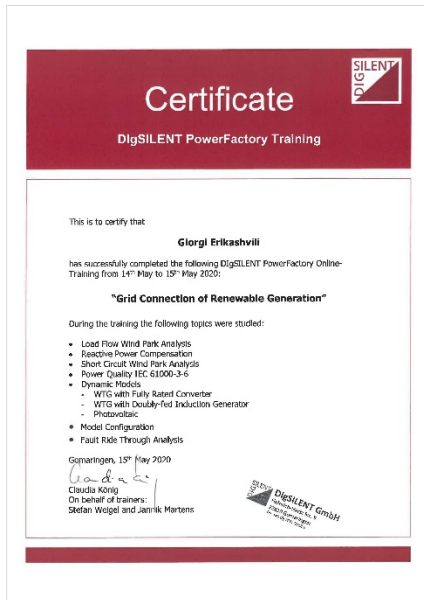 DIgSILENT
Certificate
DIgSILENT PowerFactory Training
This is to certify that
Giorgi Erikashvili
has successfully completed the following DIgSILENT PowerFactory Online-
Training from 14th May to 15th May 2020:
"Grid Connection of Renewable Generation"
During the training the following topics were studied:
• Load Flow Wind Park Analysis
• Reactive Power Compensation
• Short Circuit Wind Park Analysis
• Power Quality IEC 61000-3-6
• Dynamic Models
- WTG with Fully Rated Converter
- WTG with Doubly-fed Induction Generator
- Photovoltaic
• Model Configuration
• Fault Ride Through Analysis
Gomaringen, 15th May 2020
Claudia König
On behalf of trainers:
Stefan Weigel and Jannik Martens
DIgSILENT GmbH